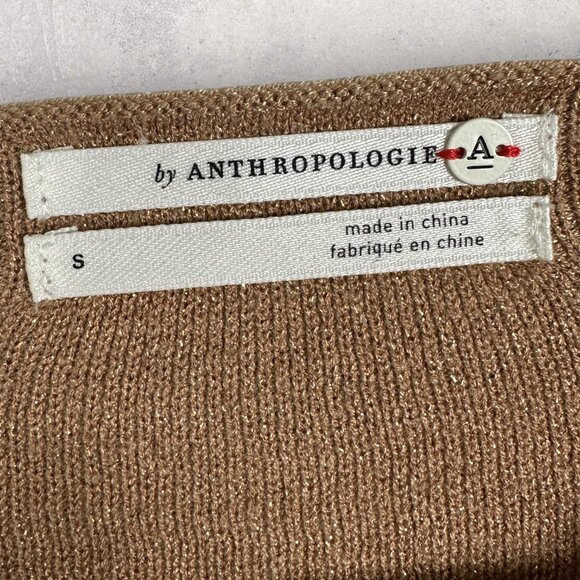 by ANTHROPOLOGIE A
S
made in china
fabriqué en chine